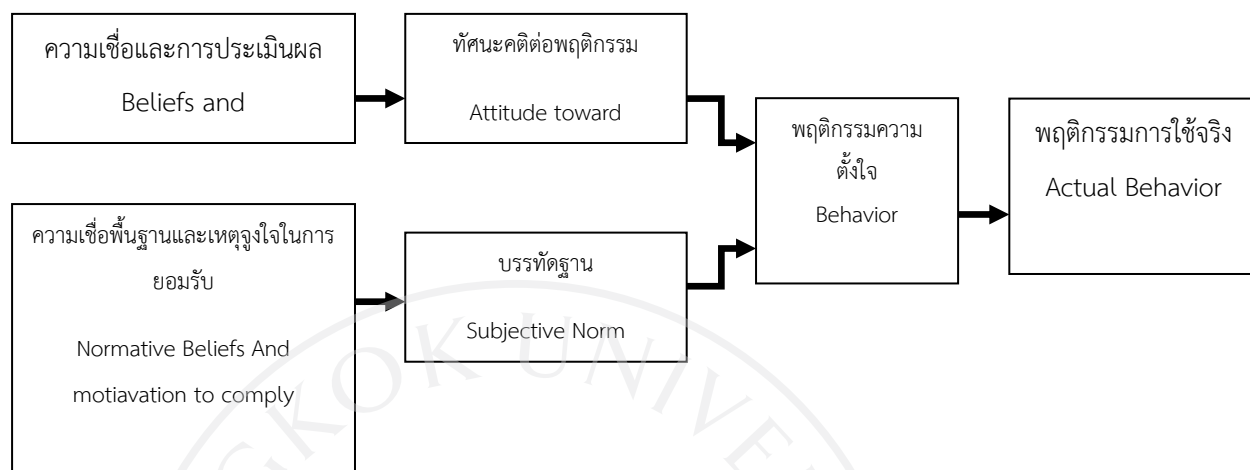 ความเชื่อและการประเมินผล
Beliefs and
ทัศนะคติต่อพฤติกรรม
Attitude toward
ความเชื่อพื้นฐานและเหตุจูงใจในการ
ยอมรับ
Normative Beliefs And
motiavation to comply
บรรทัดฐาน
Subjective Norm
พฤติกรรมความ
ตั้งใจ
Behavior
พฤติกรรมการใช้จริง
Actual Behavior
GKOK UNIVE